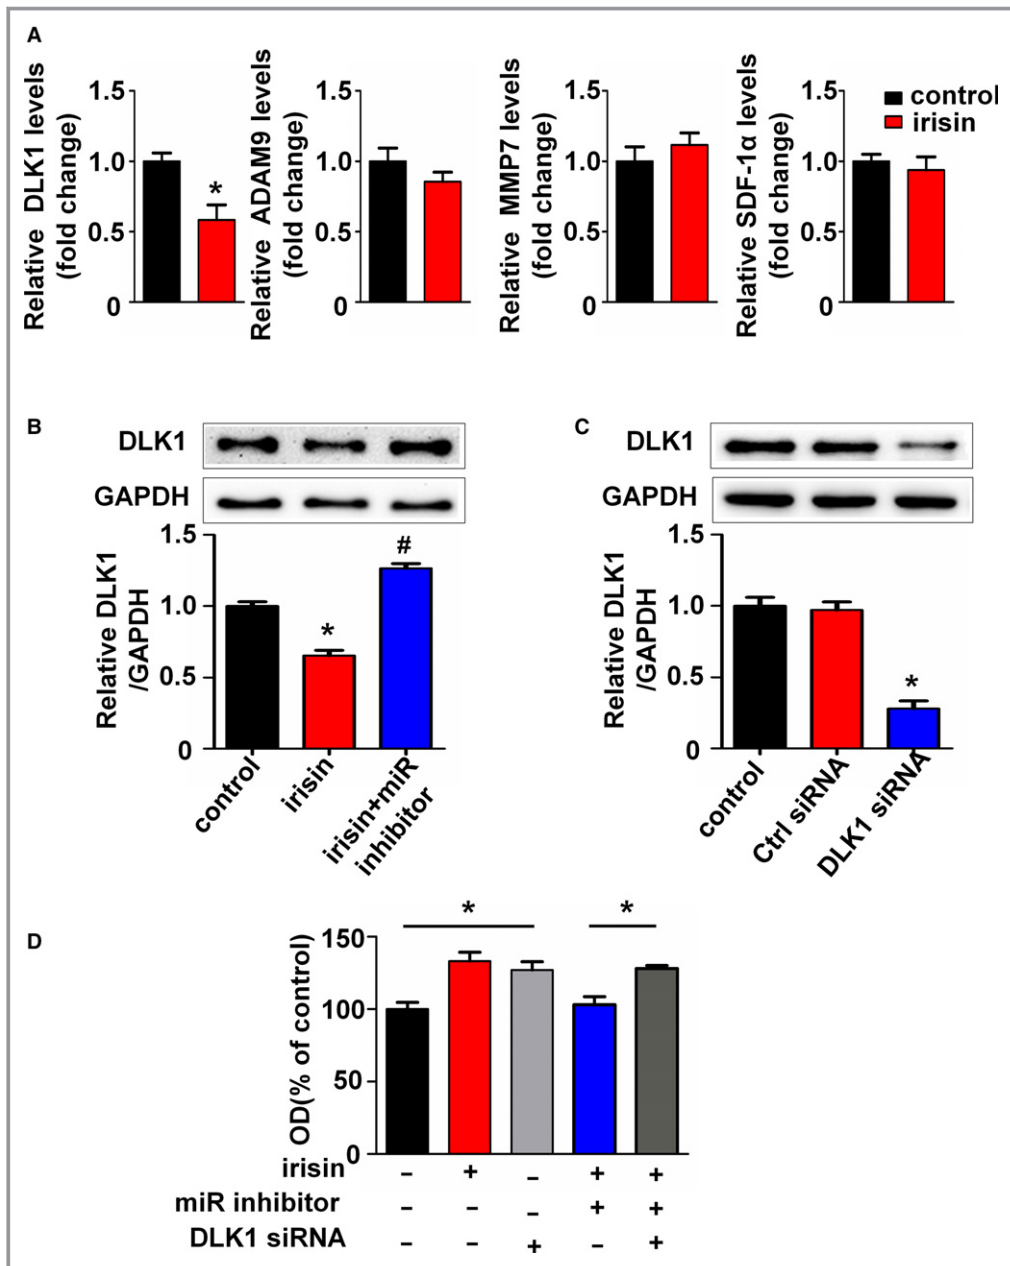 A
Relative DLK1 levels
(fold change)
1.5
1.0
0.5
0
*
Relative ADAM9 levels
(fold change)
1.5
1.0
0.5
0
Relative MMP7 levels
(fold change)
1.5
1.0
0.5
0
Relative SDF-1α levels
(fold change)
1.5
1.0
0.5
0
control
irisin
B
DLK1
GAPDH
Relative DLK1
/GAPDH
1.5
1.0
0.5
0
*
#
control
irisin
irisin+miR
inhibitor
C
DLK1
GAPDH
Relative DLK1
/GAPDH
1.5
1.0
0.5
0
*
control
Ctrl siRNA
DLK1 siRNA
D
OD(% of control)
150
100
50
0
* *
irisin – + – + +
miR inhibitor – – – + +
DLK1 siRNA – – + – +